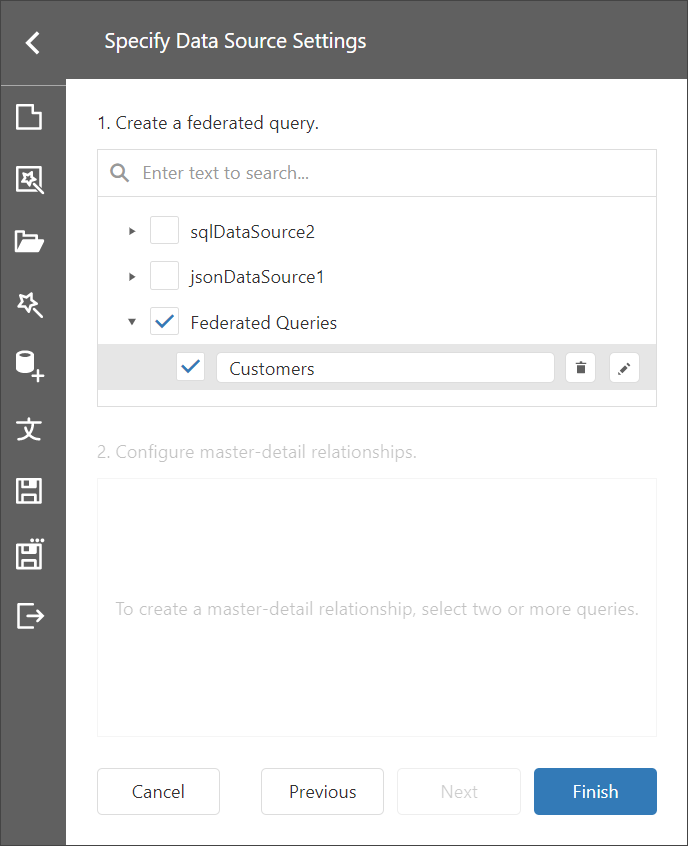 Specify Data Source Settings
1. Create a federated query.
Enter text to search...
sqlDataSource2
jsonDataSource1
Federated Queries
Customers
2. Configure master-detail relationships.
To create a master-detail relationship, select two or more queries.
文
Cancel Previous Next Finish